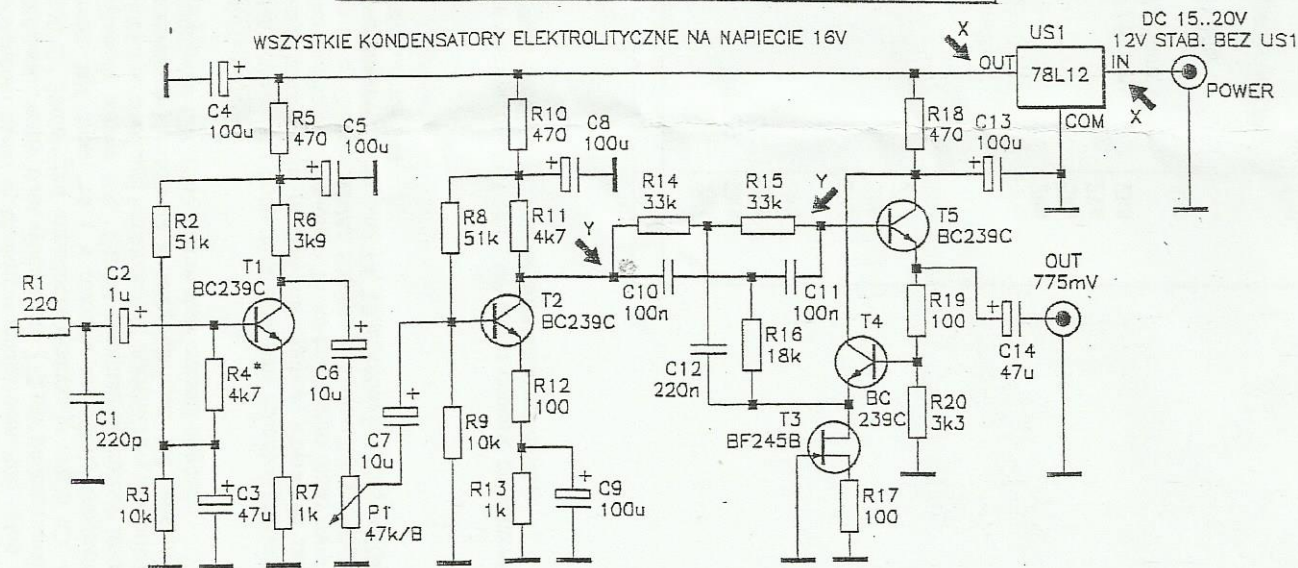 WSZYSTKIE KONDENSATORY ELEKTROLITYCZNE NA NAPIECIE 16V
DC 15..20V
12V STAB. BEZ US1
X
US1
OUT
78L12
IN
POWER
COM
X
C4
100u
R5
470
C5
100u
R10
470
C8
100u
R18
470
C13
100u
R2
51k
R6
3k9
R8
51k
R11
4k7
Y
R14
33k
R15
33k
Y
T5
BC239C
R1
220
C2
1u
T1
BC239C
T2
BC239C
C10
100n
C11
100n
R19
100
OUT
775mV
C1
220p
R4*
4k7
C6
10u
R12
100
C12
220n
R16
18k
T4
BC
239C
C14
47u
R20
3k3
R3
10k
C3
47u
R7
1k
P1
47k/B
C7
10u
R9
10k
R13
1k
C9
100u
T3
BF245B
R17
100